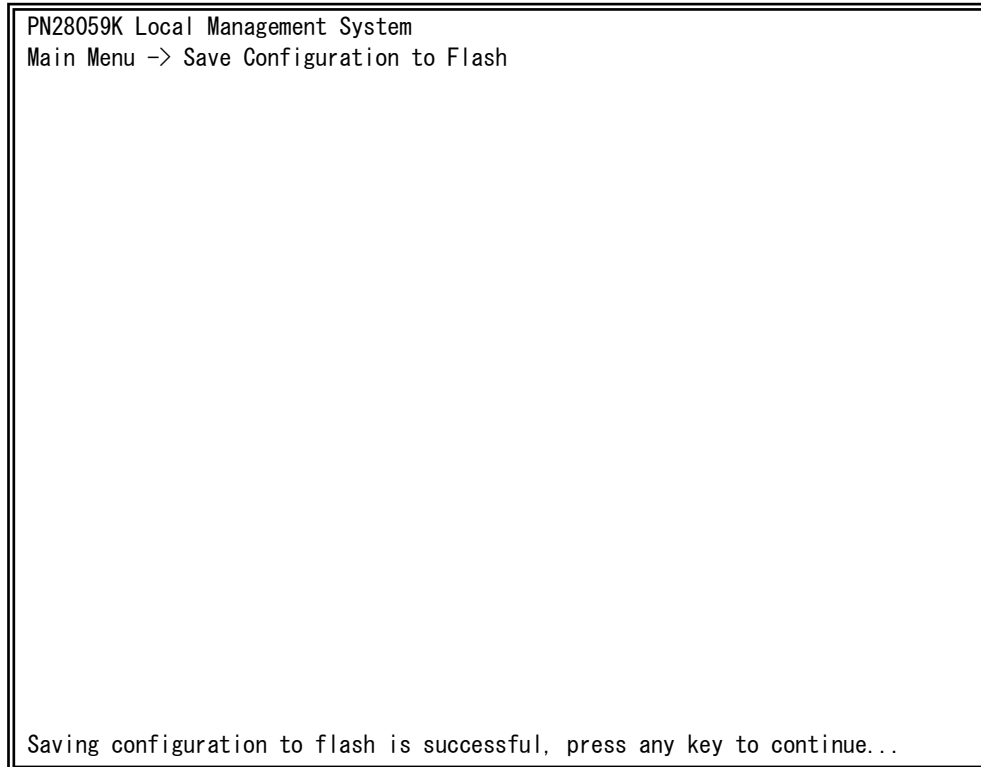 PN28059K Local Management System
Main Menu -> Save Configuration to Flash
Saving configuration to flash is successful, press any key to continue...